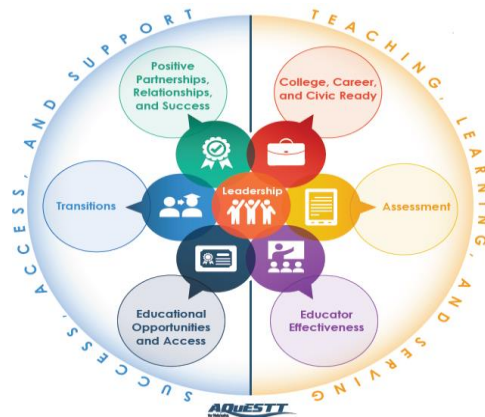 SUCCESS, ACCESS, AND SUPPORT
TEACHING, LEARNING, AND SERVING
Positive
Partnerships,
Relationships,
and Success
College, Career,
and Civic Ready
Transitions
Leadership
Assessment
Educational
Opportunities
and Access
Educator
Effectiveness
AQuESTT